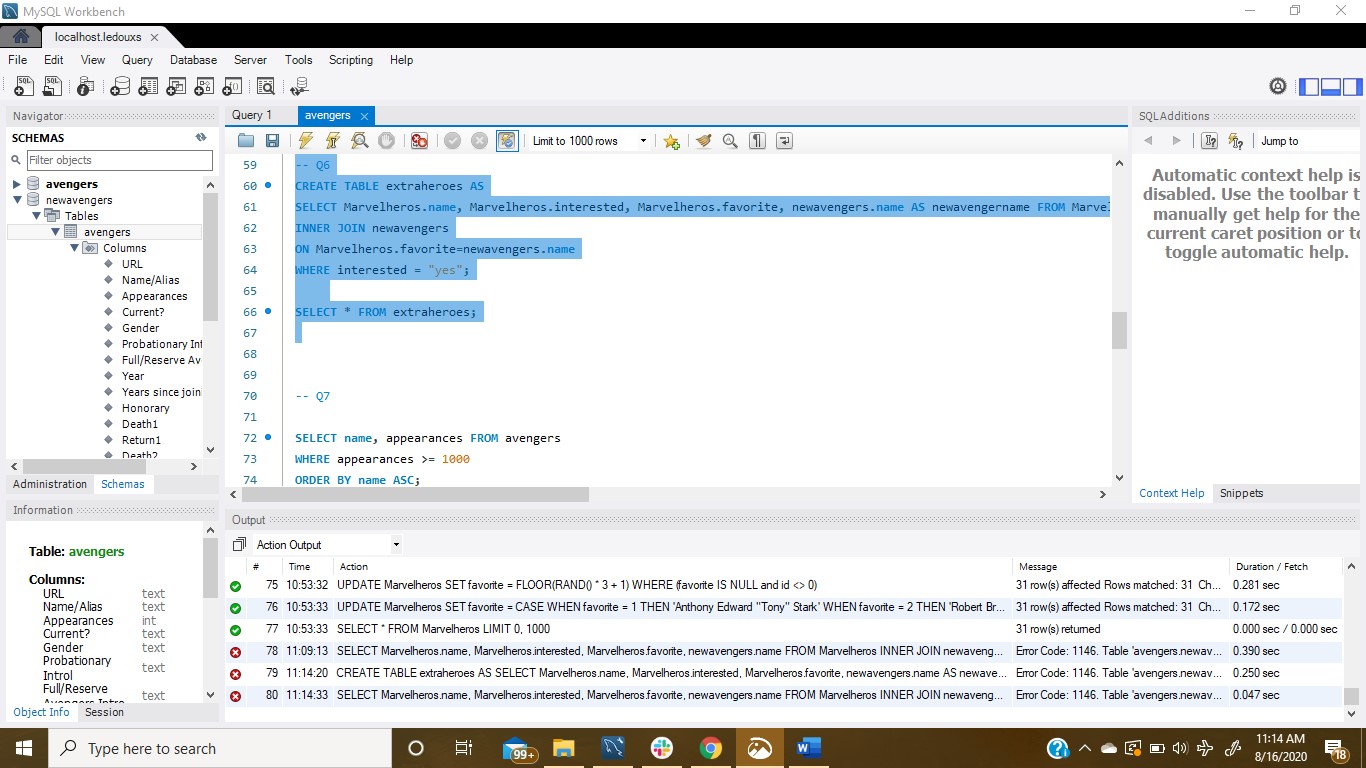 MySQL Workbench
localhost.ledouxs
File Edit View Query Database Server Tools Scripting Help
Navigator
SCHEMAS
Filter objects
avengers
newavengers
Tables
avengers
Columns
URL
Name/Alias
Appearances
Current?
Gender
Probationary Int
Full/Reserve Av
Year
Years since join
Honorary
Death1
Return1
Death2
Administration Schemas
Information
Table: avengers
Columns:
URL text
Name/Alias text
Appearances int
Current? text
Gender text
Probationary
Introl text
Full/Reserve
Avengers Intro text
Object Info Session
Query 1 avengers
Limit to 1000 rows
59 -- Q6
60 CREATE TABLE extraheroes AS
61 SELECT Marvelheros.name, Marvelheros.interested, Marvelheros.favorite, newavengers.name AS newavengername FROM Marvel
62 INNER JOIN newavengers
63 ON Marvelheros.favorite=newavengers.name
64 WHERE interested = "yes";
65
66 SELECT * FROM extraheroes;
67
68
69
70 -- Q7
71
72 SELECT name, appearances FROM avengers
73 WHERE appearances >= 1000
74 ORDER BY name ASC;
SQLAdditions
Jump to
Automatic context help is
disabled. Use the toolbar t
manually get help for the
current caret position or to
toggle automatic help.
Context Help Snippets
Output
Action Output
# Time Action Message Duration / Fetch
75 10:53:32 UPDATE Marvelheros SET favorite = FLOOR(RAND() * 3 + 1) WHERE (favorite IS NULL and id <> 0) 31 row(s) affected Rows matched: 31 Ch... 0.281 sec
76 10:53:33 UPDATE Marvelheros SET favorite = CASE WHEN favorite = 1 THEN 'Anthony Edward "Tony" Stark' WHEN favorite = 2 THEN 'Robert Br... 31 row(s) affected Rows matched: 31 Ch... 0.172 sec
77 10:53:33 SELECT * FROM Marvelheros LIMIT 0, 1000 31 row(s) returned 0.000 sec / 0.000 sec
78 11:09:13 SELECT Marvelheros.name, Marvelheros.interested, Marvelheros.favorite, newavengers.name FROM Marvelheros INNER JOIN newaveng... Error Code: 1146. Table 'avengers.newav... 0.390 sec
79 11:14:20 CREATE TABLE extraheroes AS SELECT Marvelheros.name, Marvelheros.interested, Marvelheros.favorite, newavengers.name AS newave... Error Code: 1146. Table 'avengers.newav... 0.250 sec
80 11:14:33 SELECT Marvelheros.name, Marvelheros.interested, Marvelheros.favorite, newavengers.name FROM Marvelheros INNER JOIN newaveng... Error Code: 1146. Table 'avengers.newav... 0.047 sec
Type here to search
99+
11:14 AM
8/16/2020
18